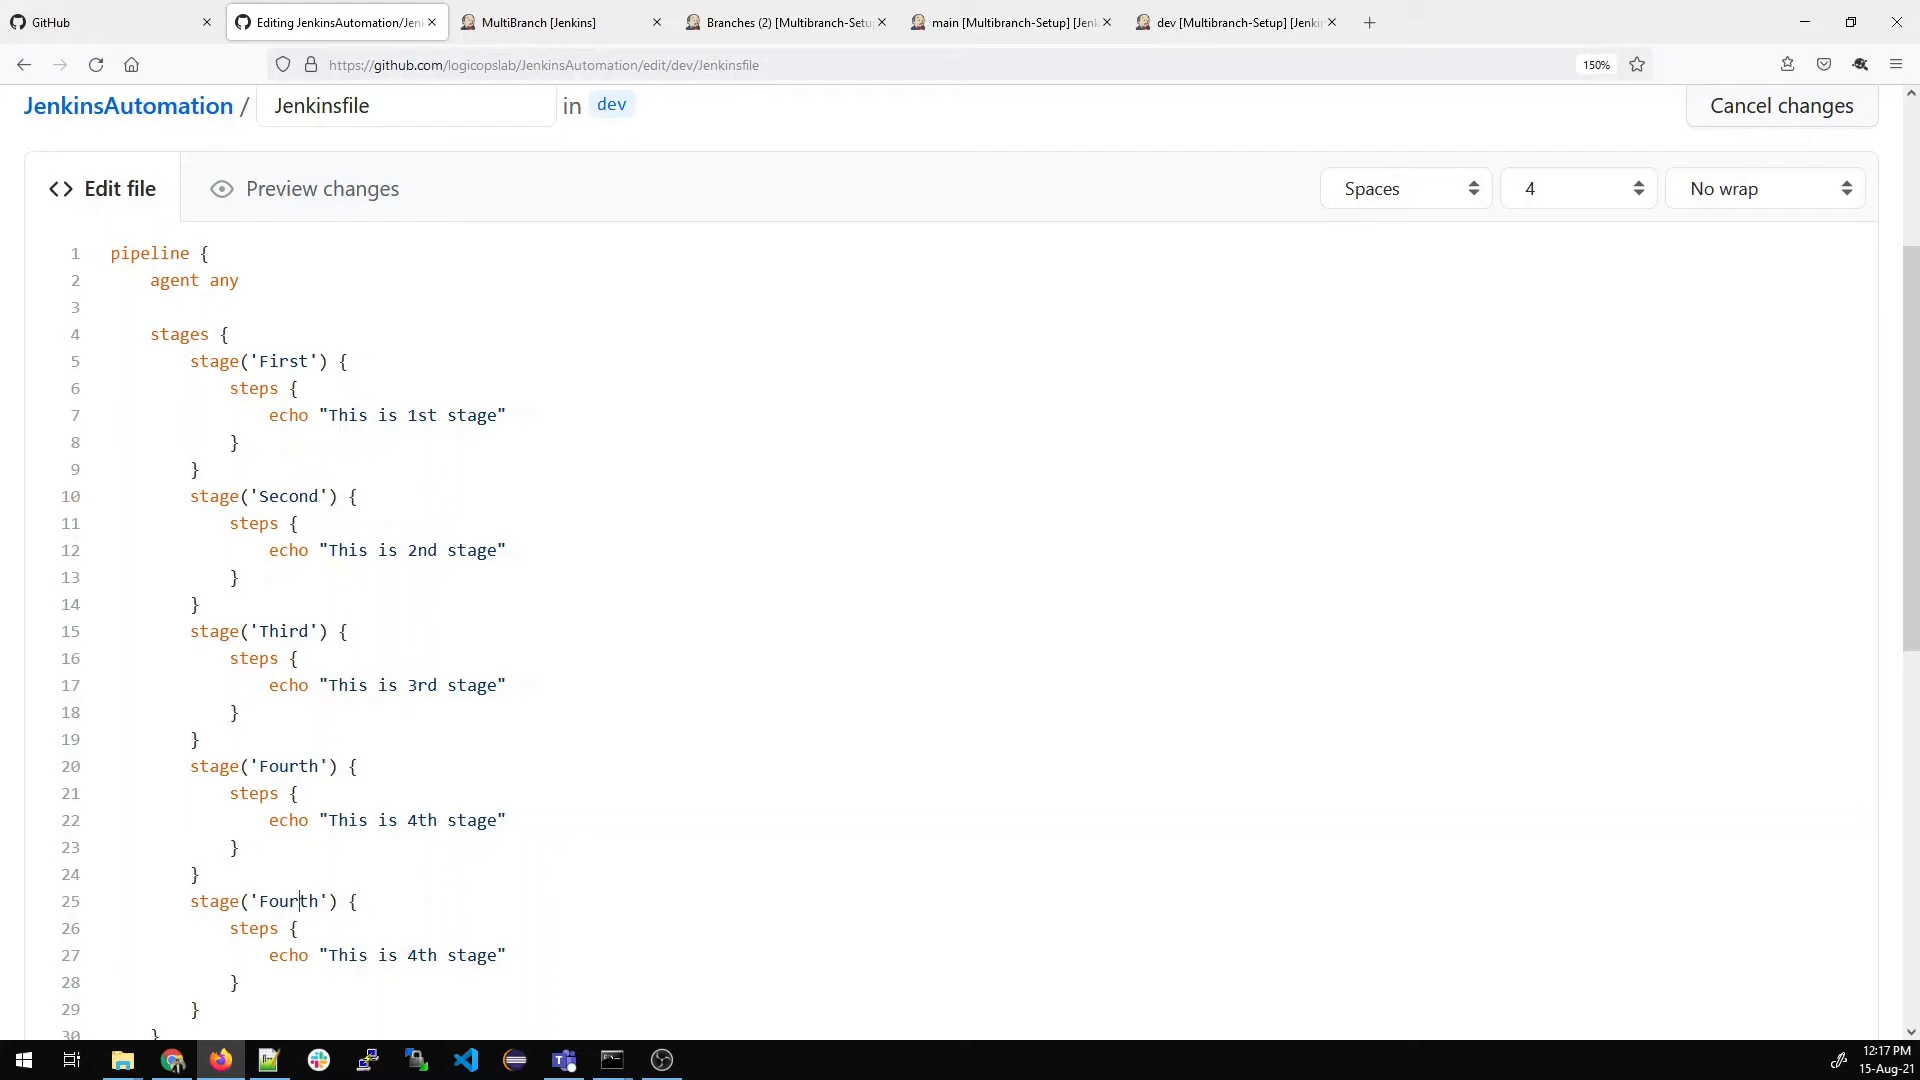 GitHub
Editing JenkinsAutomation/Jen
MultiBranch [Jenkins]
Branches (2) [Multibranch-Setu
main [Multibranch-Setup] [Jenk
dev [Multibranch-Setup] [Jenki
https://github.com/logicopslab/JenkinsAutomation/edit/dev/Jenkinsfile
150%
JenkinsAutomation / Jenkinsfile in dev
Cancel changes
<> Edit file
Preview changes
Spaces
4
No wrap
1 pipeline {
2 agent any
3
4 stages {
5 stage('First') {
6 steps {
7 echo "This is 1st stage"
8 }
9 }
10 stage('Second') {
11 steps {
12 echo "This is 2nd stage"
13 }
14 }
15 stage('Third') {
16 steps {
17 echo "This is 3rd stage"
18 }
19 }
20 stage('Fourth') {
21 steps {
22 echo "This is 4th stage"
23 }
24 }
25 stage('Fourth') {
26 steps {
27 echo "This is 4th stage"
28 }
29 }
30 }
12:17 PM
15-Aug-21